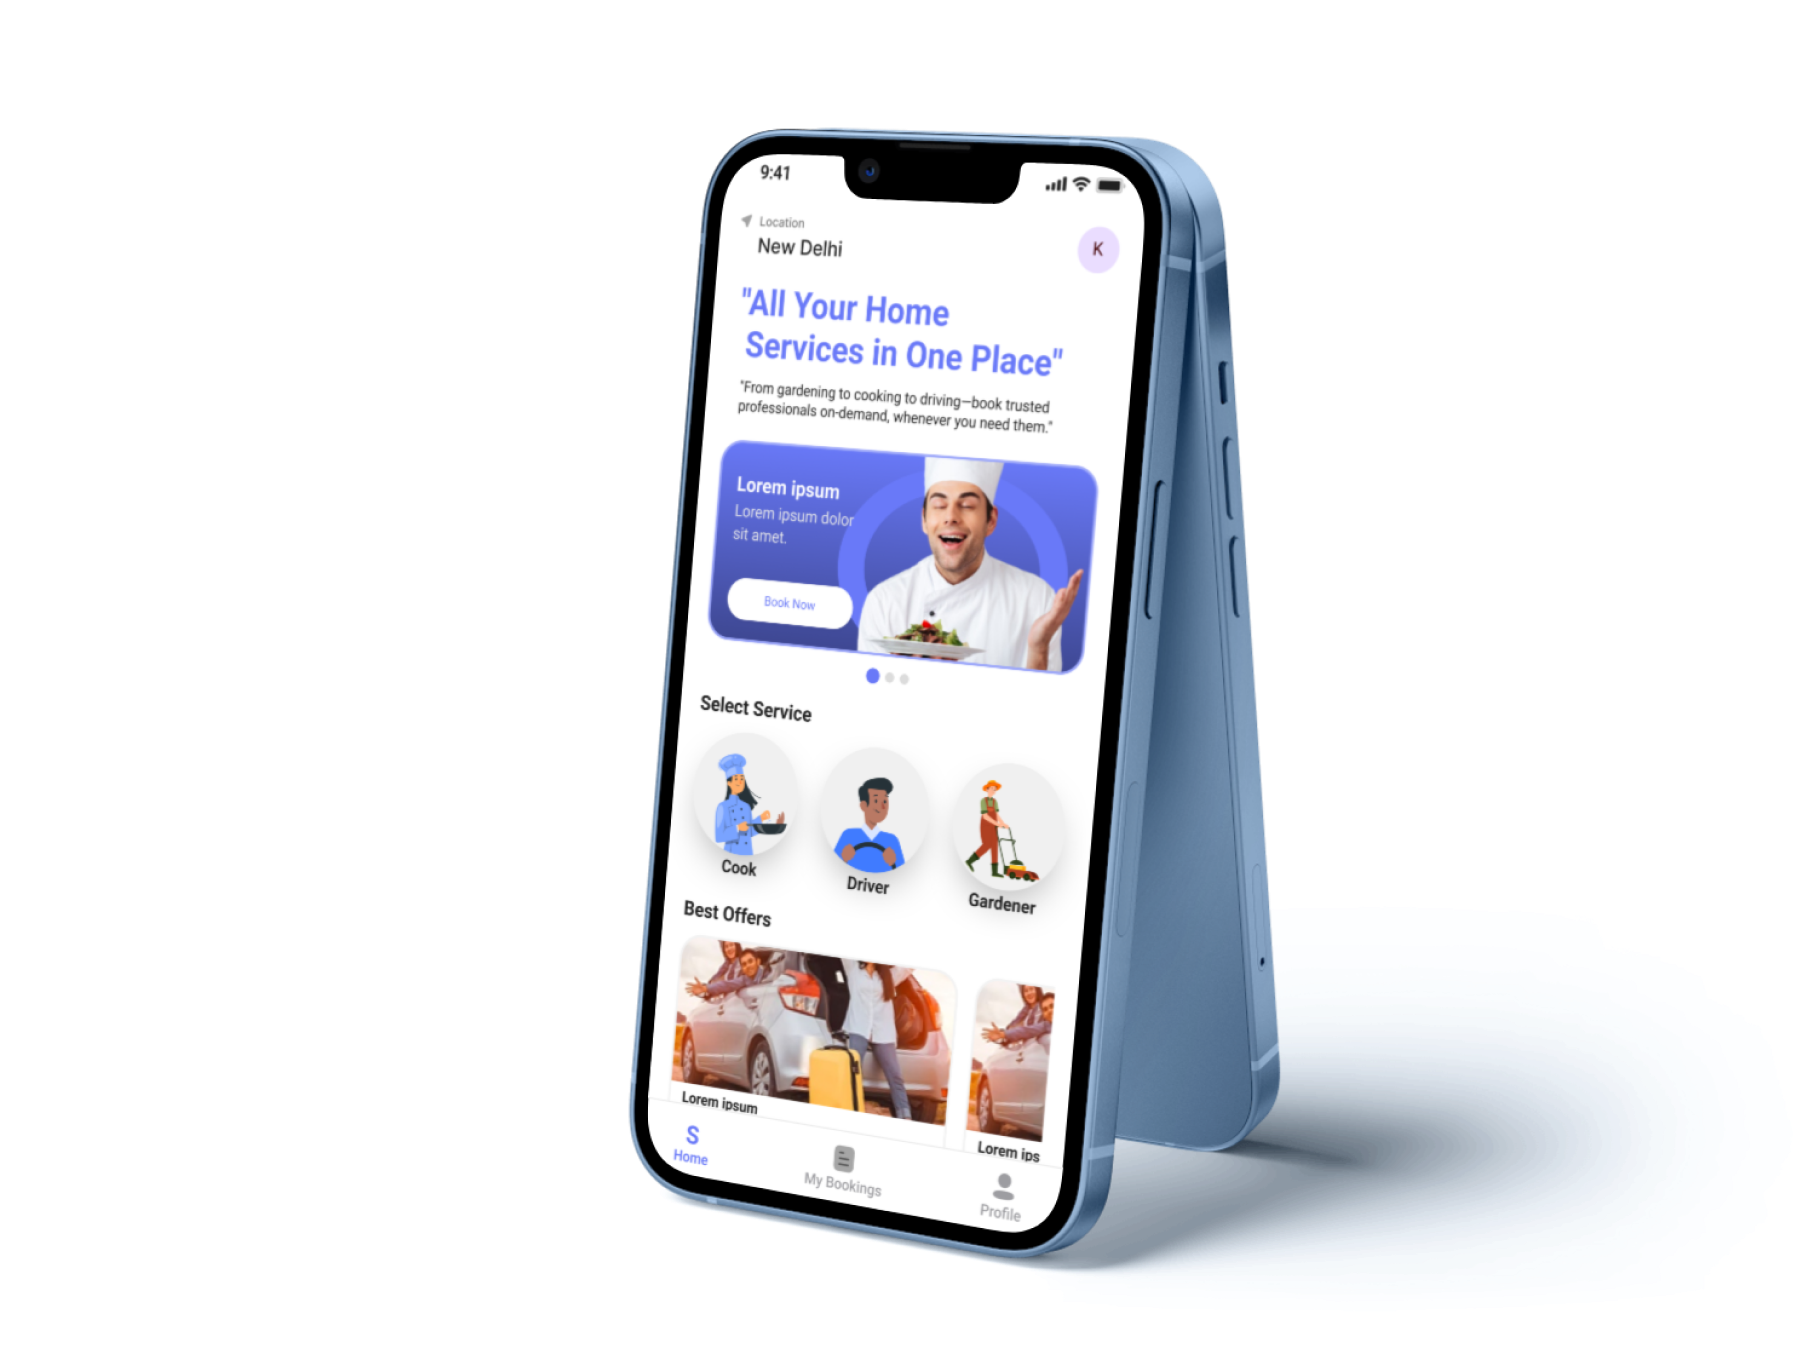 9:41
Location
New Delhi
K
"All Your Home
Services in One Place"
"From gardening to cooking to driving—book trusted
professionals on-demand, whenever you need them."
Lorem ipsum
Lorem ipsum dolor
sit amet.
Book Now
Select Service
Cook
Driver
Gardener
Best Offers
Lorem ipsum
Lorem ips
S
Home
My Bookings
Profile